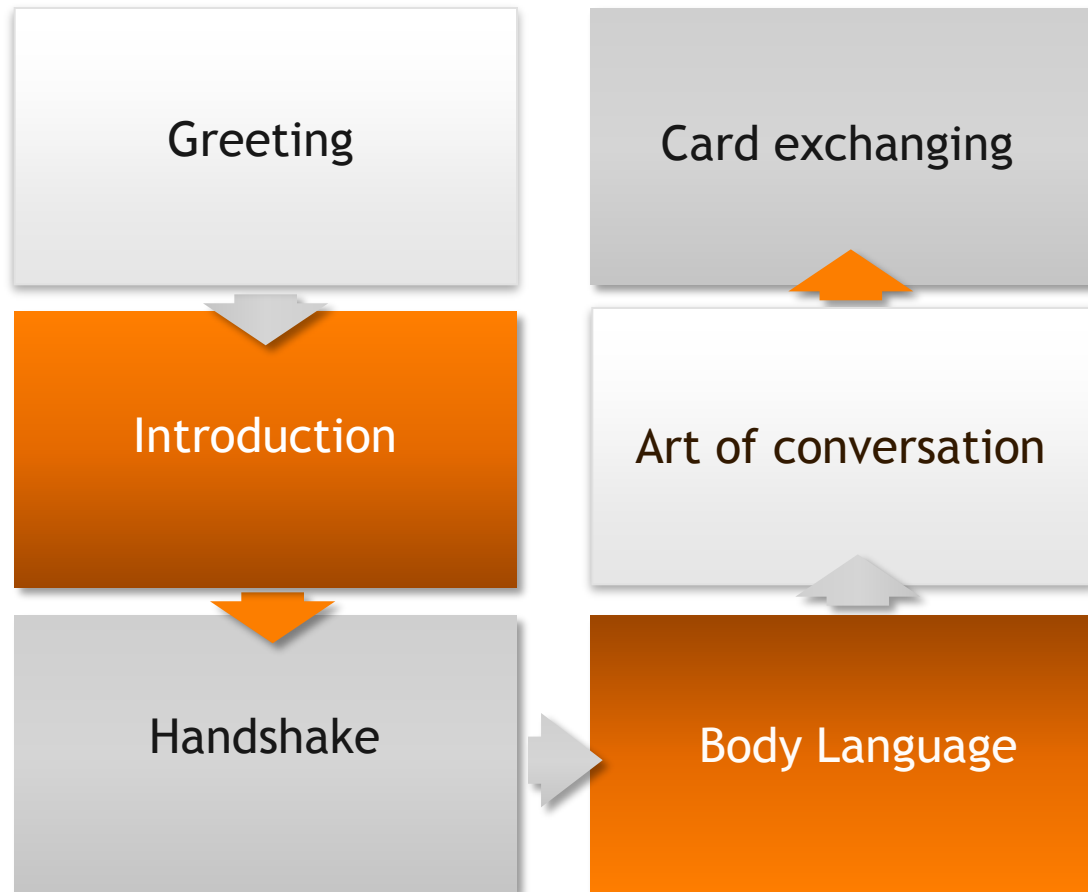 Greeting
Introduction
Handshake
Body Language
Art of conversation
Card exchanging